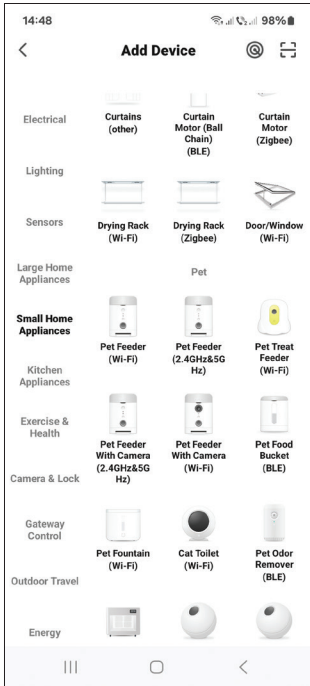 14:48
98%
Add Device
Electrical
Lighting
Sensors
Large Home
Appliances
Small Home
Appliances
Kitchen
Appliances
Exercise &
Health
Camera & Lock
Gateway
Control
Outdoor Travel
Energy
Curtains
(other)
Curtain
Motor (Ball
Chain)
(BLE)
Curtain
Motor
(Zigbee)
Drying Rack
(Wi-Fi)
Drying Rack
(Zigbee)
Door/Window
(Wi-Fi)
Pet
Pet Feeder
(Wi-Fi)
Pet Feeder
(2.4GHz&5G
Hz)
Pet Treat
Feeder
(Wi-Fi)
Pet Feeder
With Camera
(2.4GHz&5G
Hz)
Pet Feeder
With Camera
(Wi-Fi)
Pet Food
Bucket
(BLE)
Pet Fountain
(Wi-Fi)
Cat Toilet
(Wi-Fi)
Pet Odor
Remover
(BLE)